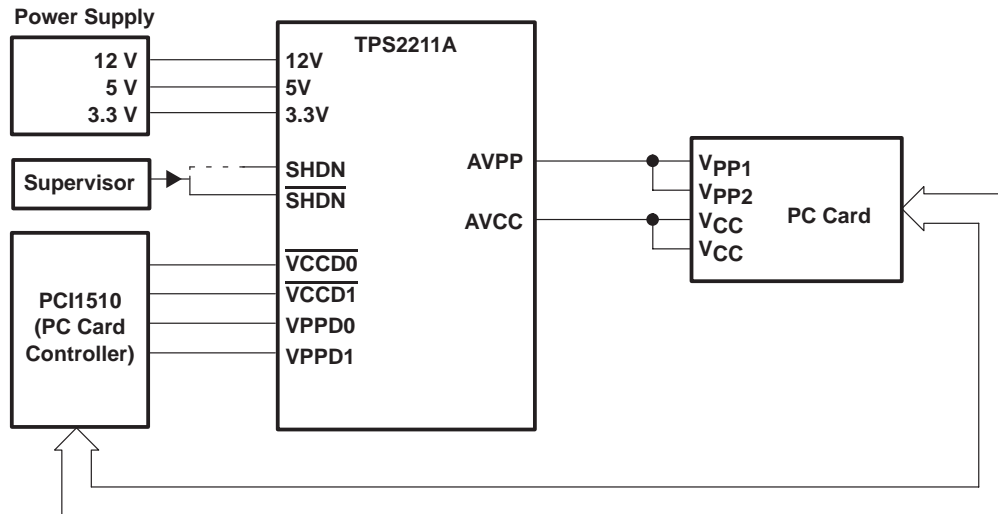 Power Supply
12 V
5 V
3.3 V
Supervisor
PCI1510
(PC Card
Controller)
TPS2211A
12V
5V
3.3V
SHDN
SHDN
VCCD0
VCCD1
VPPD0
VPPD1
AVPP
AVCC
VPP1
VPP2
VCC
VCC
PC Card